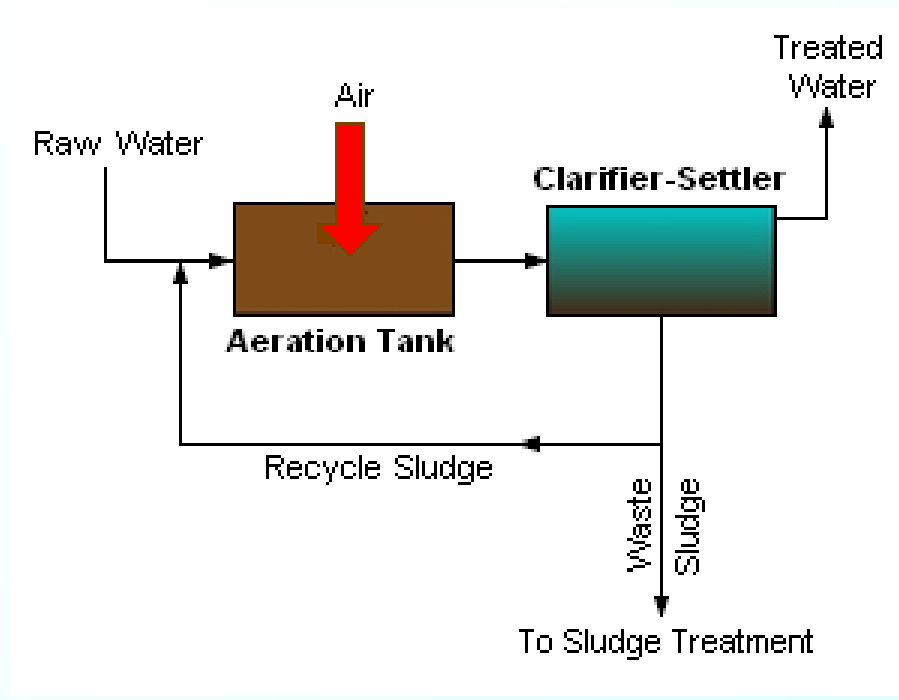 Treated
Water
Air
Raw Water
Clarifier-Settler
Aeration Tank
Recycle Sludge
Waste
Sludge
To Sludge Treatment